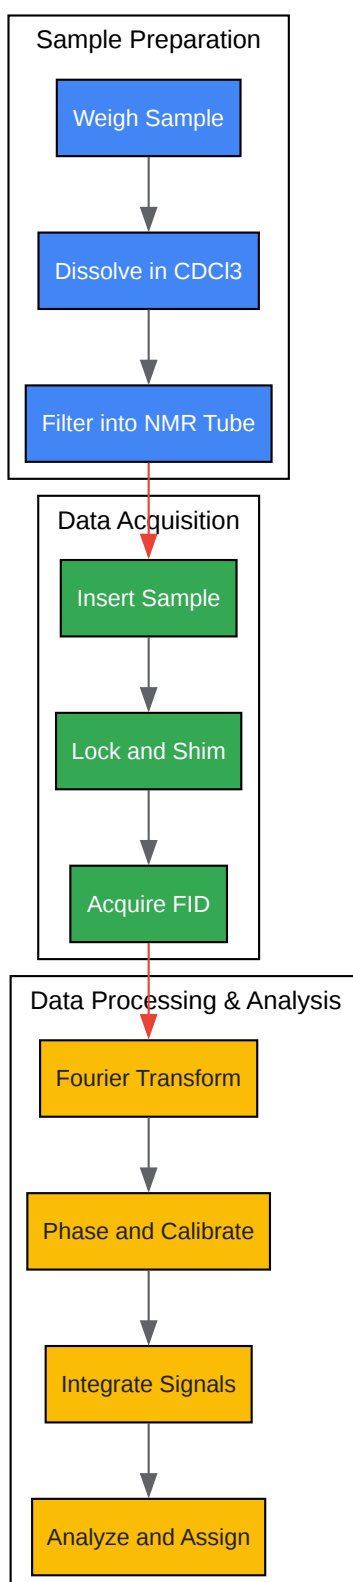 Sample Preparation
Weigh Sample
Dissolve in CDCl3
Filter into NMR Tube
Data Acquisition
Insert Sample
Lock and Shim
Acquire FID
Data Processing & Analysis
Fourier Transform
Phase and Calibrate
Integrate Signals
Analyze and Assign